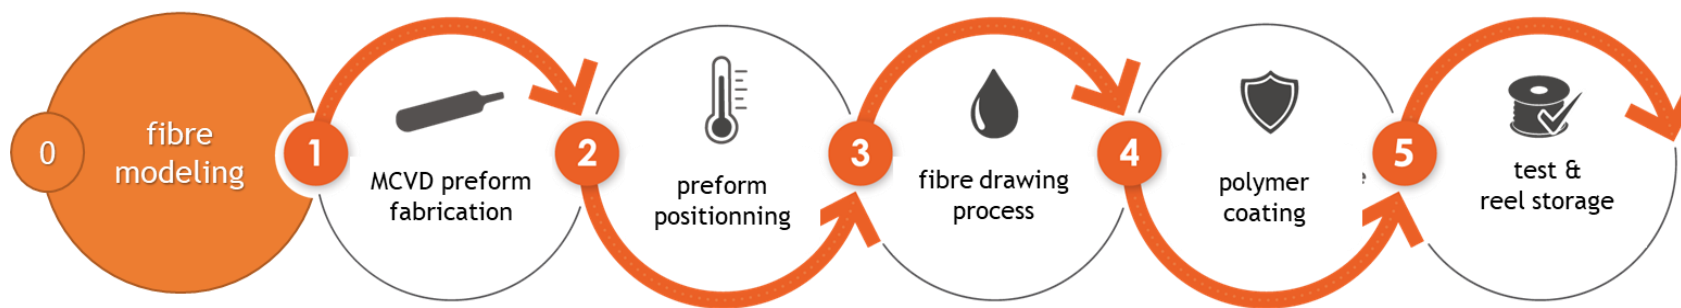 0
fibre
modeling
1
MCVD preform
fabrication
2
preform
positionning
3
fibre drawing
process
4
polymer
coating
5
test &
reel storage